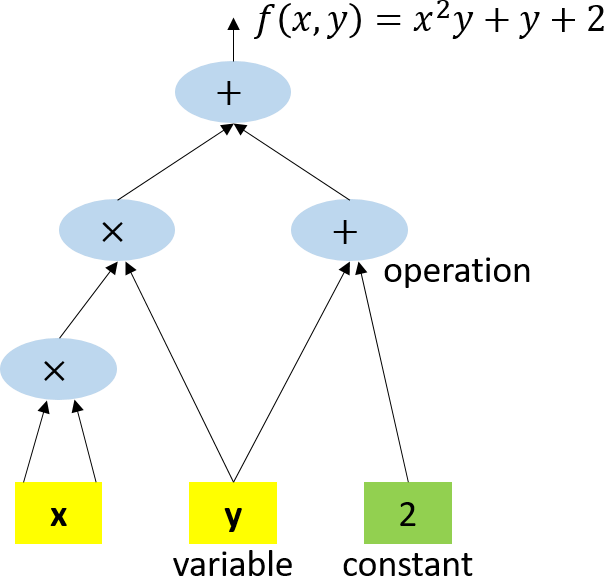 f(x, y) = x²y + y + 2
+
×
+
operation
×
x
y
2
variable
constant